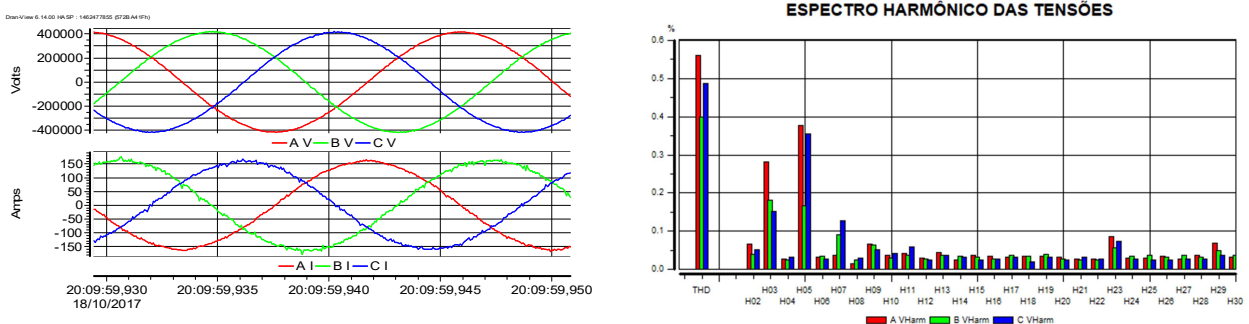 Dran-View 6.14.00 HASP : 1462477855 (572BA41Fh)
400000
200000
0
-200000
-400000
Volts
A V B V C V
150
100
50
0
-50
-100
-150
Amps
A I B I C I
20:09:59,930 20:09:59,935 20:09:59,940 20:09:59,945 20:09:59,950
18/10/2017
ESPECTRO HARMÔNICO DAS TENSÕES
%
0.6
0.5
0.4
0.3
0.2
0.1
0.0
THD H03 H05 H07 H09 H11 H13 H15 H17 H19 H21 H23 H25 H27 H29
H02 H04 H06 H08 H10 H12 H14 H16 H18 H20 H22 H24 H26 H28 H30
A VHarm B VHarm C VHarm